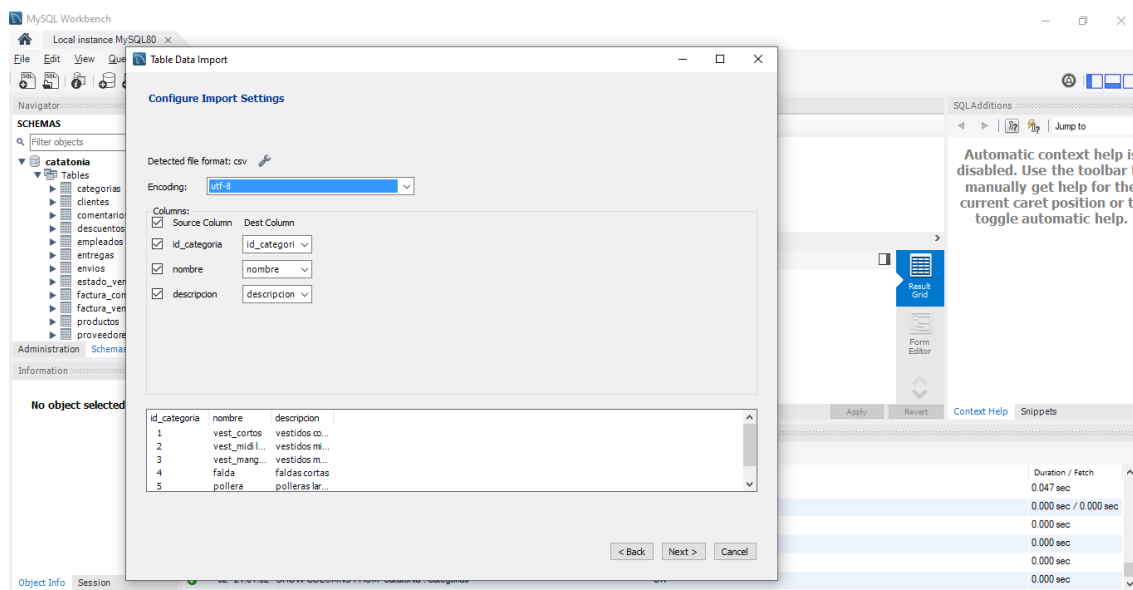 MySQL Workbench
Local instance MySQL80 ×
File Edit View Que
Table Data Import
Navigator
SCHEMAS
Filter objects
catatonia
Tables
categorias
clientes
comentario
descuentos
empleados
entregas
envios
estado_ven
factura_con
factura_ven
productos
proveedore
Administration Schemas
Information
No object selected
Object Info Session
Configure Import Settings
Detected file format: csv
Encoding: utf-8
Columns:
Source Column Dest Column
id_categoria id_categori
nombre nombre
descripcion descripcion
id_categoria nombre descripcion
1 vest_cortos vestidos co...
2 vest_midi l... vestidos mi...
3 vest_mang... vestidos m...
4 falda faldas cortas
5 pollera polleras lar...
< Back Next > Cancel
Result
Grid
Form
Editor
Apply Revert
SQLAdditions
Jump to
Automatic context help is
disabled. Use the toolbar t
manually get help for the
current caret position or t
toggle automatic help.
Context Help Snippets
Duration / Fetch
0.047 sec
0.000 sec / 0.000 sec
0.000 sec
0.000 sec
0.000 sec
0.000 sec